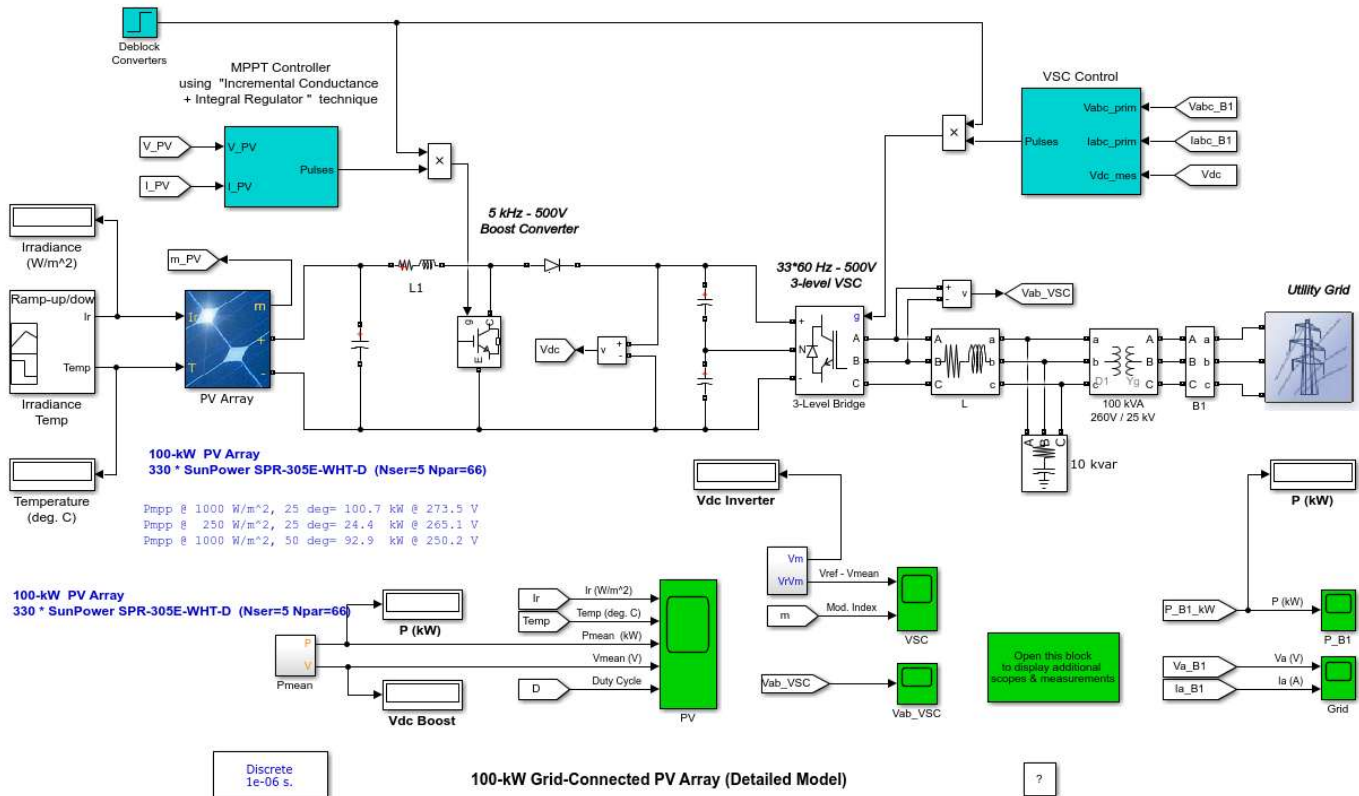 Deblock
Converters
MPPT Controller
using "Incremental Conductance
+ Integral Regulator " technique
V_PV
I_PV
V_PV
I_PV
Pulses
×
5 kHz - 500V
Boost Converter
VSC Control
Vabc_prim
Iabc_prim
Vdc_mes
Pulses
Vabc_B1
Iabc_B1
Vdc
×
Irradiance
(W/m^2)
m_PV
Ramp-up/dow
Ir
Temp
Irradiance
Temp
Ir
T
m
+
-
PV Array
L1
g
C
E
Vdc
v
+
-
33*60 Hz - 500V
3-level VSC
g
+
N
-
A
B
C
3-Level Bridge
+
-
v
Vab_VSC
A
B
C
a
b
c
L
a
b
c
D1
Yg
A
B
C
100 kVA
260V / 25 kV
A
B
C
a
b
c
B1
Utility Grid
A
B
C
10 kvar
Temperature
(deg. C)
100-kW PV Array
330 * SunPower SPR-305E-WHT-D (Nser=5 Npar=66)
Pmpp @ 1000 W/m^2, 25 deg= 100.7 kW @ 273.5 V
Pmpp @ 250 W/m^2, 25 deg= 24.4 kW @ 265.1 V
Pmpp @ 1000 W/m^2, 50 deg= 92.9 kW @ 250.2 V
100-kW PV Array
330 * SunPower SPR-305E-WHT-D (Nser=5 Npar=66)
P
V
Pmean
P (kW)
Vdc Boost
Ir
Temp
D
Ir (W/m^2)
Temp (deg. C)
Pmean (kW)
Vmean (V)
Duty Cycle
PV
Vdc Inverter
Vm
VrVm
Vref - Vmean
m
Mod. Index
VSC
Vab_VSC
Vab_VSC
Open this block
to display additional
scopes & measurements
P (kW)
P_B1_kW
P (kW)
P_B1
Va_B1
Ia_B1
Va (V)
Ia (A)
Grid
Discrete
1e-06 s.
100-kW Grid-Connected PV Array (Detailed Model)
?